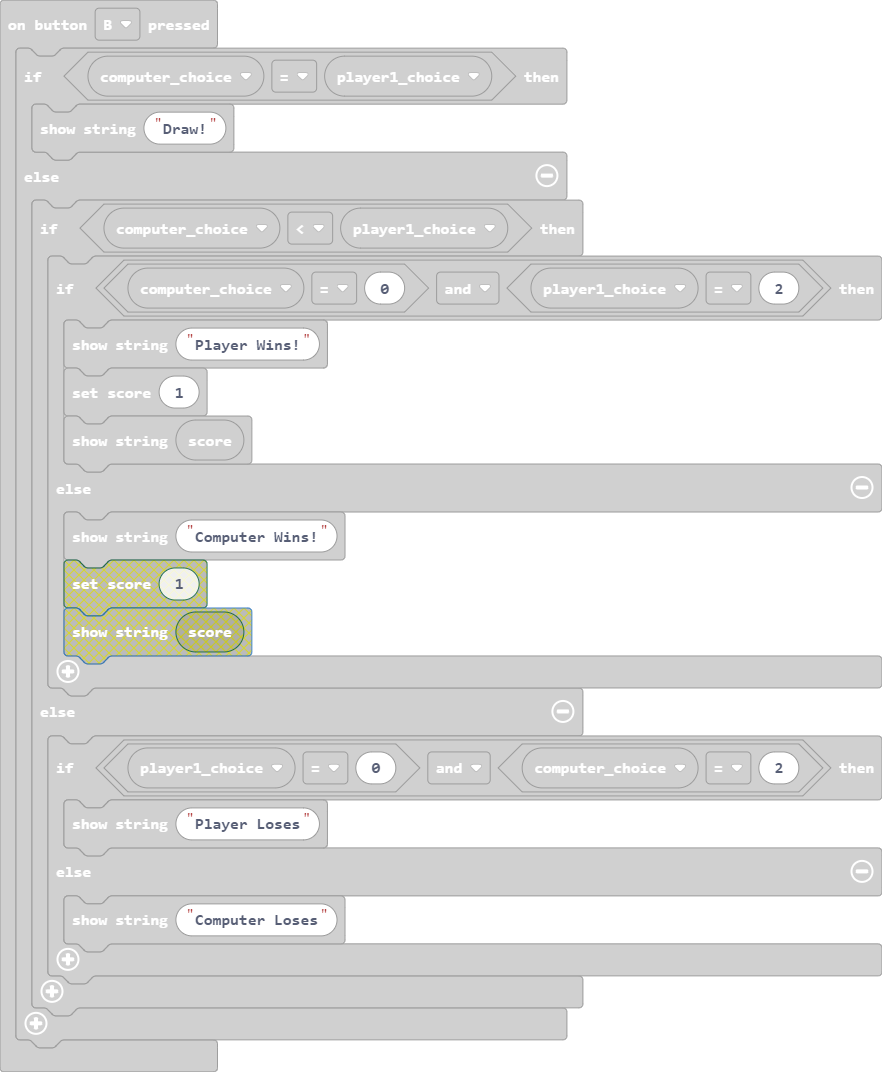 on button B pressed
if computer_choice = player1_choice then
show string "Draw!"
else
if computer_choice < player1_choice then
if computer_choice = 0 and player1_choice = 2 then
show string "Player Wins!"
set score 1
show string score
else
show string "Computer Wins!"
set score 1
show string score
else
if player1_choice = 0 and computer_choice = 2 then
show string "Player Loses"
else
show string "Computer Loses"